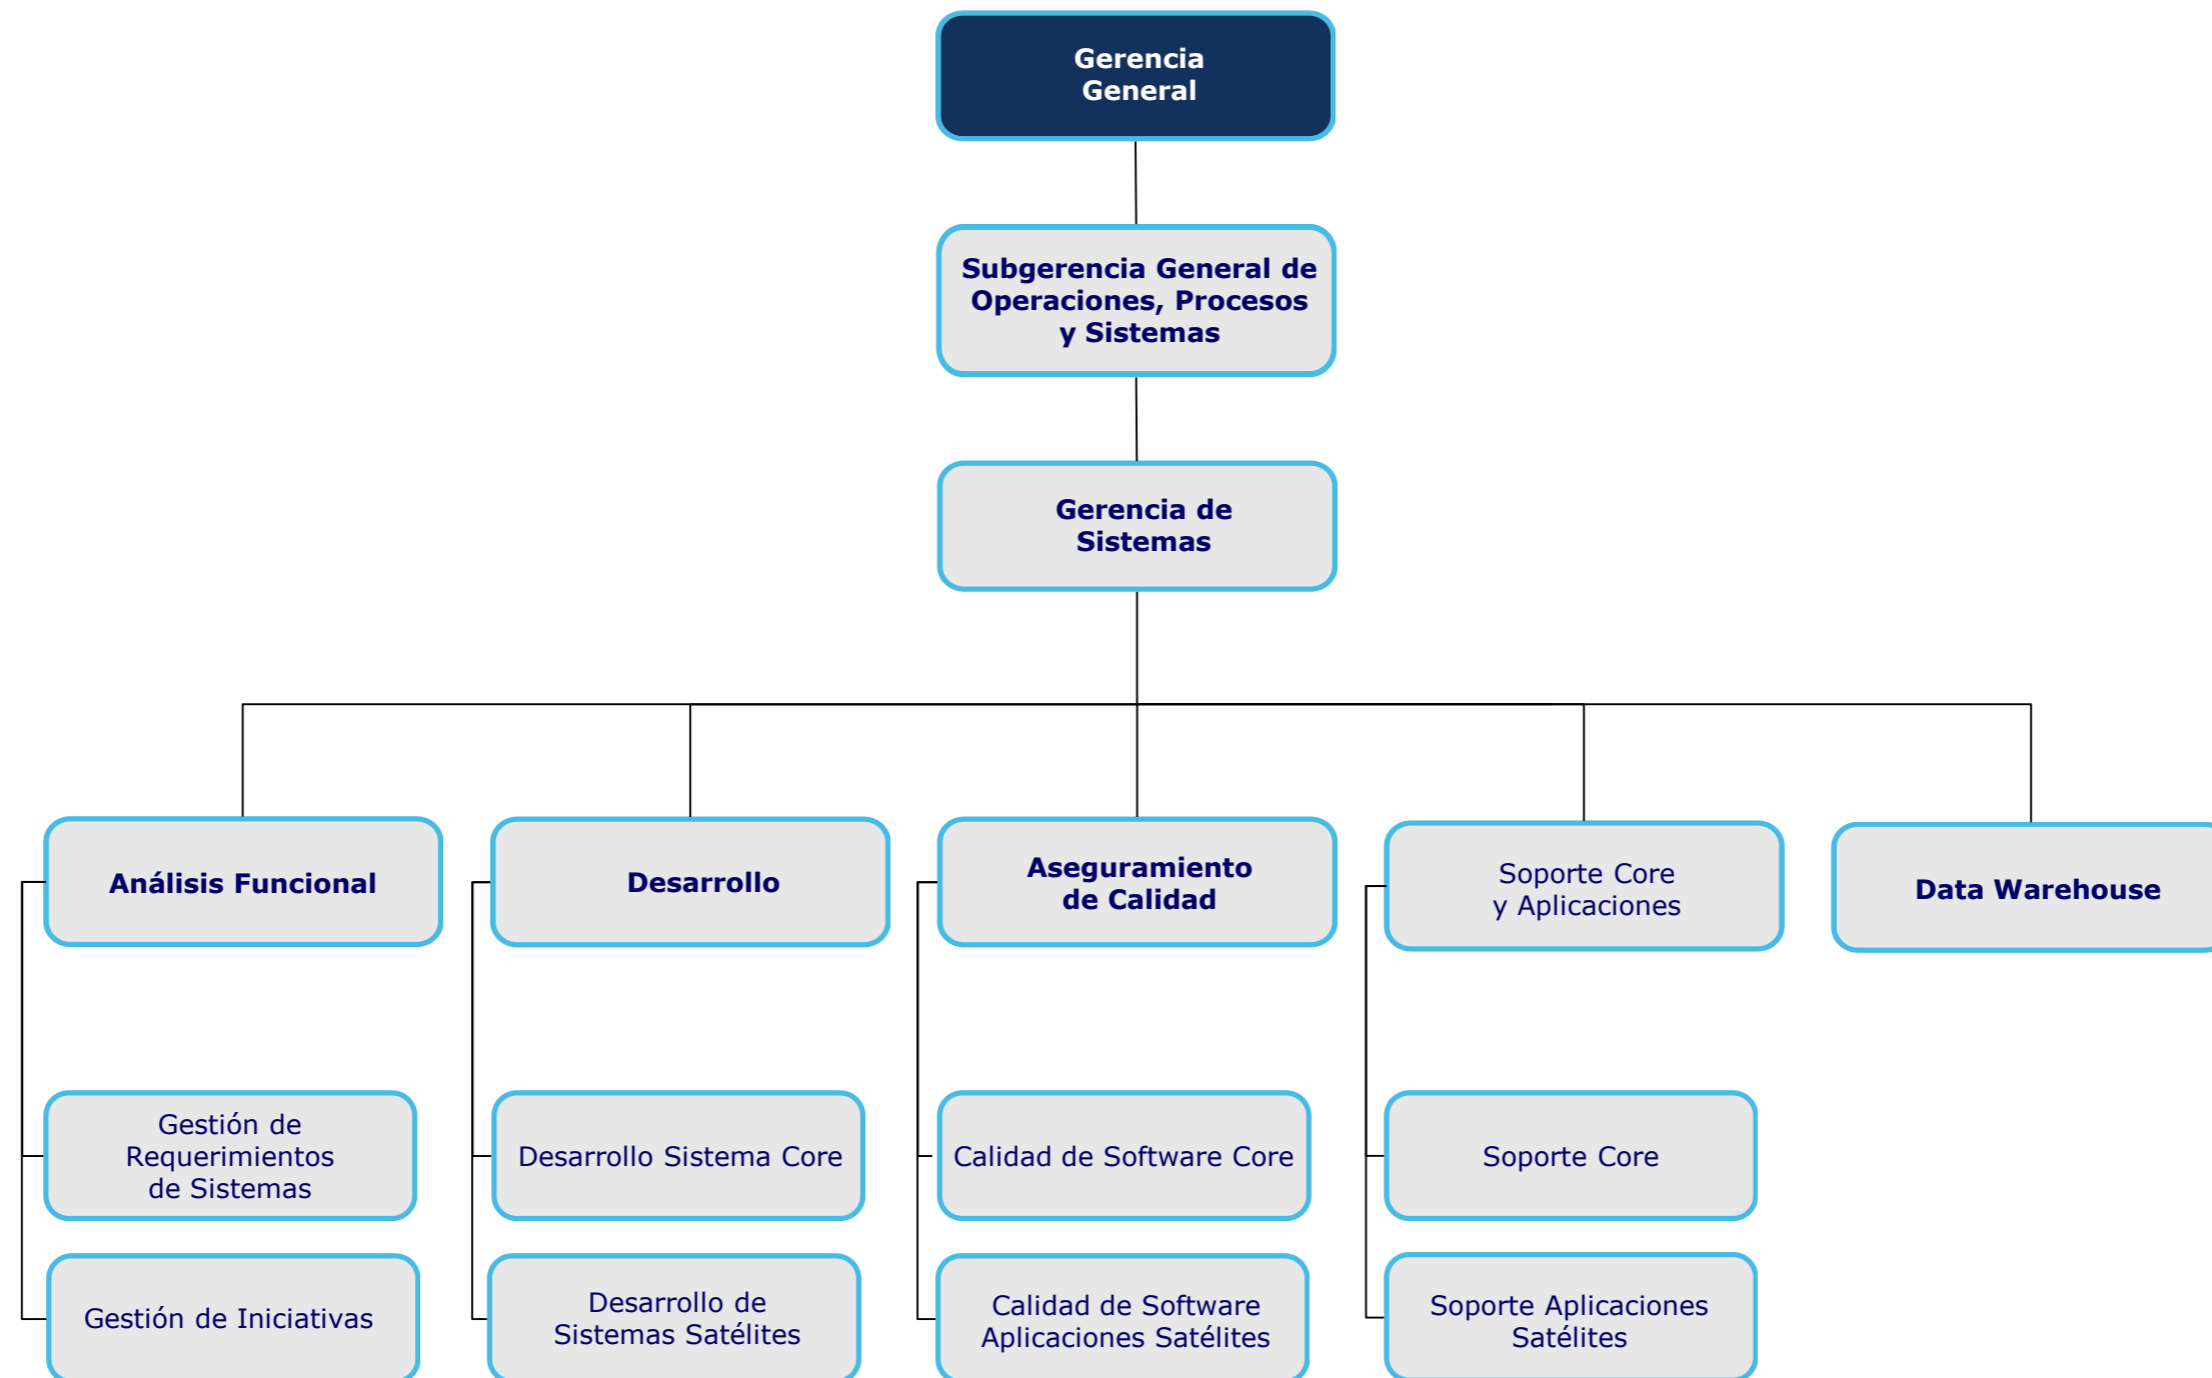 Gerencia
General
Subgerencia General de
Operaciones, Procesos
y Sistemas
Gerencia de
Sistemas
Análisis Funcional
Desarrollo
Aseguramiento
de Calidad
Soporte Core
y Aplicaciones
Data Warehouse
Gestión de
Requerimientos
de Sistemas
Desarrollo Sistema Core
Calidad de Software Core
Soporte Core
Gestión de Iniciativas
Desarrollo de
Sistemas Satélites
Calidad de Software
Aplicaciones Satélites
Soporte Aplicaciones
Satélites